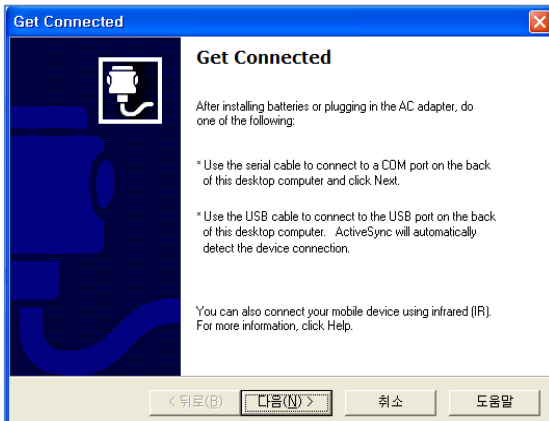 Get Connected
Get Connected
After installing batteries or plugging in the AC adapter, do
one of the following:
* Use the serial cable to connect to a COM port on the back
of this desktop computer and click Next.
* Use the USB cable to connect to the USB port on the back
of this desktop computer. ActiveSync will automatically
detect the device connection.
You can also connect your mobile device using infrared (IR).
For more information, click Help.
< 뒤로(B) 다음(N) > 취소 도움말